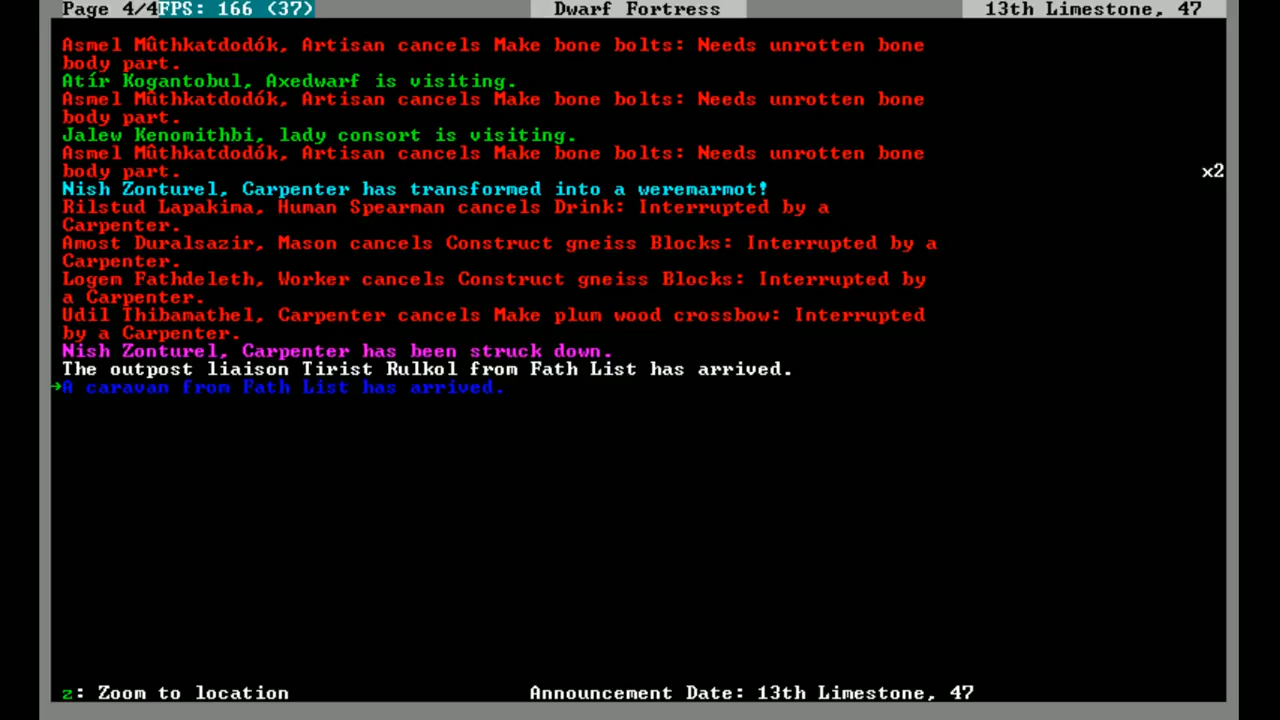 Page 4/4 FPS: 166 (37) Dwarf Fortress 13th Limestone, 47
Asmel Mûthkatdodók, Artisan cancels Make bone bolts: Needs unrotten bone
body part.
Atír Kogantobul, Axedwarf is visiting.
Asmel Mûthkatdodók, Artisan cancels Make bone bolts: Needs unrotten bone
body part.
Jalew Kenomithbi, lady consort is visiting.
Asmel Mûthkatdodók, Artisan cancels Make bone bolts: Needs unrotten bone
body part. x2
Nish Zonturel, Carpenter has transformed into a weremarmot!
Rilstud Lapakima, Human Spearman cancels Drink: Interrupted by a
Carpenter.
Amost Duralsazir, Mason cancels Construct gneiss Blocks: Interrupted by a
Carpenter.
Logem Fathdeleth, Worker cancels Construct gneiss Blocks: Interrupted by
a Carpenter.
Udil Thibamathel, Carpenter cancels Make plum wood crossbow: Interrupted
by a Carpenter.
Nish Zonturel, Carpenter has been struck down.
The outpost liaison Tirist Rulkol from Fath List has arrived.
→A caravan from Fath List has arrived.
z: Zoom to location Announcement Date: 13th Limestone, 47